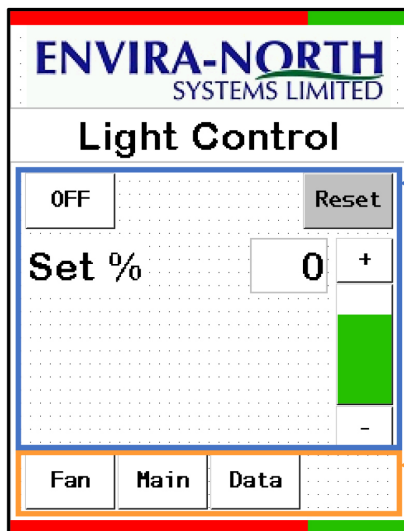 ENVIRA-NORTH
SYSTEMS LIMITED
Light Control
OFF Reset
Set % 0 +
-
Fan Main Data